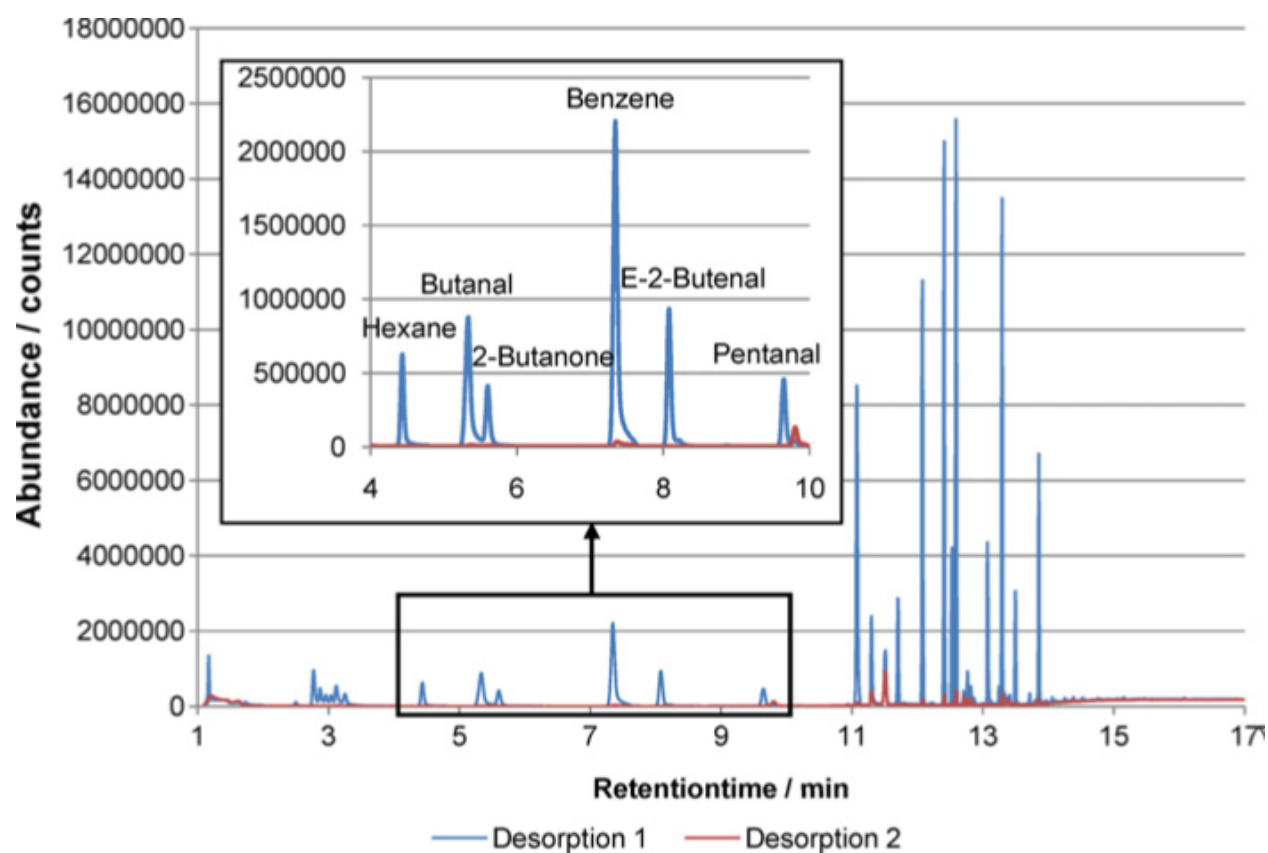 18000000
16000000
14000000
12000000
10000000
8000000
6000000
4000000
2000000
0
Abundance / counts
2500000
2000000
1500000
1000000
500000
0
Benzene
Butanal
E-2-Butenal
Hexane
2-Butanone
Pentanal
4 6 8 10
1 3 5 7 9 11 13 15 17
Retentiontime / min
Desorption 1 Desorption 2